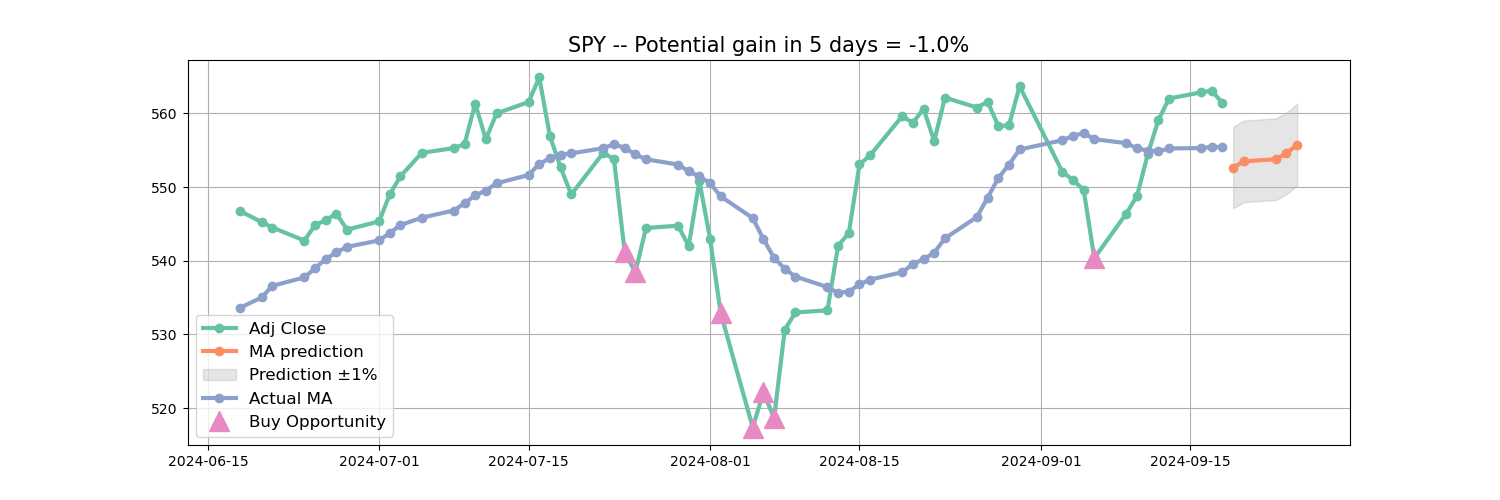 SPY -- Potential gain in 5 days = -1.0%
560
550
540
530
520
Adj Close
MA prediction
Prediction ±1%
Actual MA
Buy Opportunity
2024-06-15
2024-07-01
2024-07-15
2024-08-01
2024-08-15
2024-09-01
2024-09-15